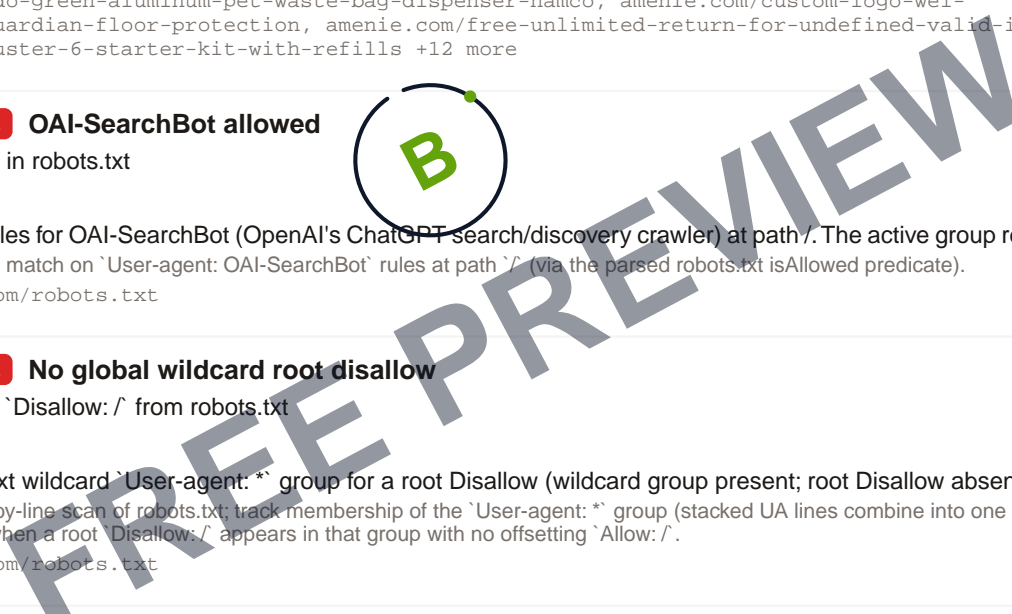 do-green-aluminum-pet-waste-bag-dispenser-namco, amenie.com/custom-logo-wel-
uardian-floor-protection, amenie.com/free-unlimited-return-for-undefined-valid-i
uster-6-starter-kit-with-refills +12 more
OAI-SearchBot allowed
B
in robots.txt
les for OAI-SearchBot (OpenAI's ChatGPT search/discovery crawler) at path /. The active group r
match on `User-agent: OAI-SearchBot` rules at path `/` (via the parsed robots.txt isAllowed predicate).
om/robots.txt
No global wildcard root disallow
`Disallow: /` from robots.txt
xt wildcard `User-agent: *` group for a root Disallow (wildcard group present; root Disallow absen
by-line scan of robots.txt; track membership of the `User-agent: *` group (stacked UA lines combine into one
when a root `Disallow: /` appears in that group with no offsetting `Allow: /`.
om/robots.txt
FREE PREVIEW